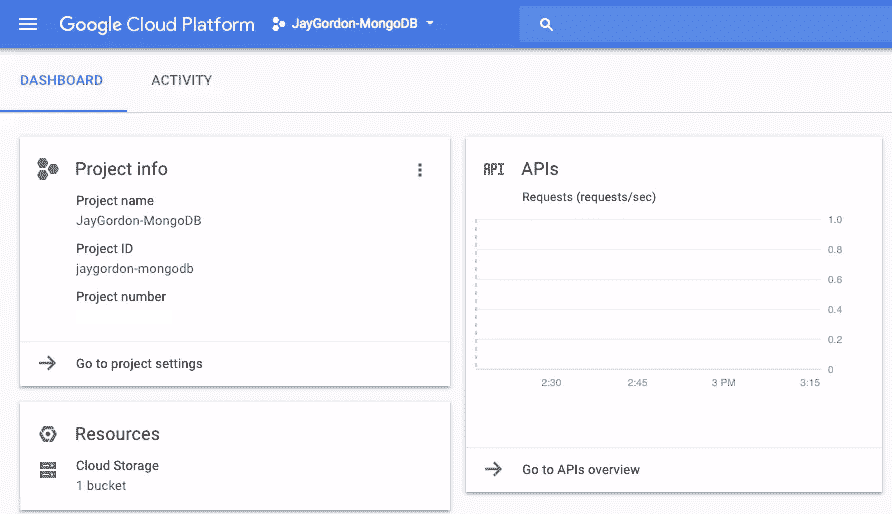 Google Cloud Platform JayGordon-MongoDB
DASHBOARD ACTIVITY
Project info
Project name
JayGordon-MongoDB
Project ID
jaygordon-mongodb
Project number
Go to project settings
Resources
Cloud Storage
1 bucket
API APIs
Requests (requests/sec)
1.0
0.8
0.6
0.4
0.2
0
2:30 2:45 3 PM 3:15
Go to APIs overview